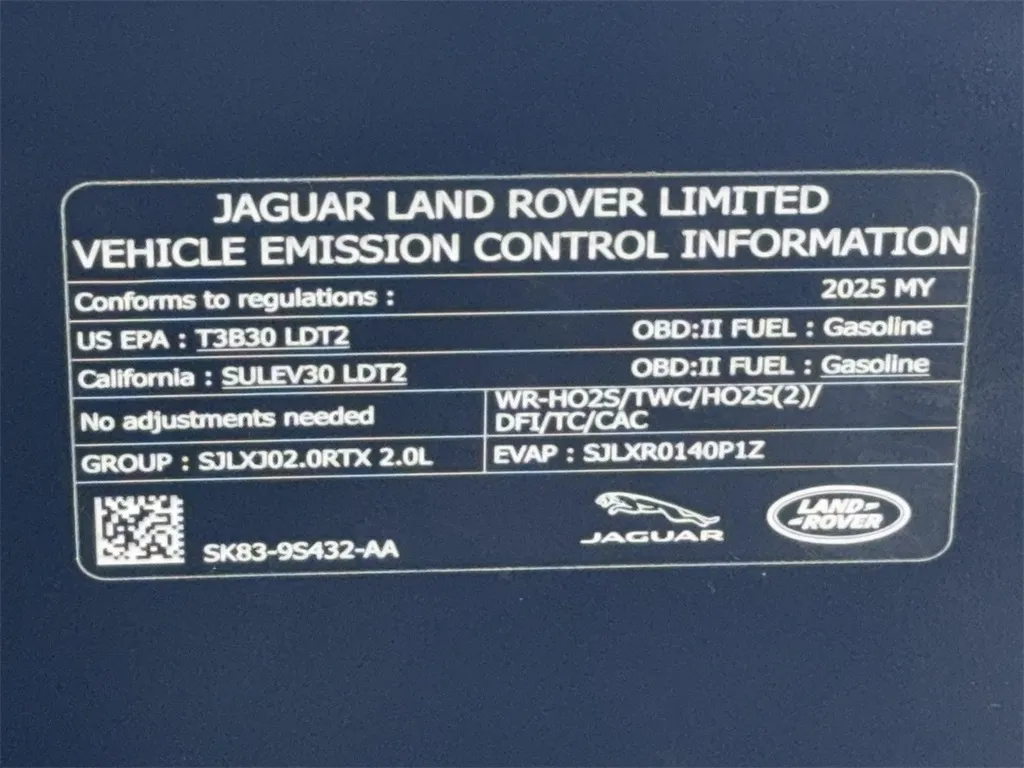 JAGUAR LAND ROVER LIMITED
VEHICLE EMISSION CONTROL INFORMATION
Conforms to regulations : 2025 MY
US EPA : T3B30 LDT2 OBD:II FUEL : Gasoline
California : SULEV30 LDT2 OBD:II FUEL : Gasoline
No adjustments needed
WR-HO2S/TWC/HO2S(2)/
DFI/TC/CAC
GROUP : SJLXJ02.0RTX 2.0L EVAP : SJLXR0140P1Z
SK83-9S432-AA
JAGUAR
LAND
ROVER